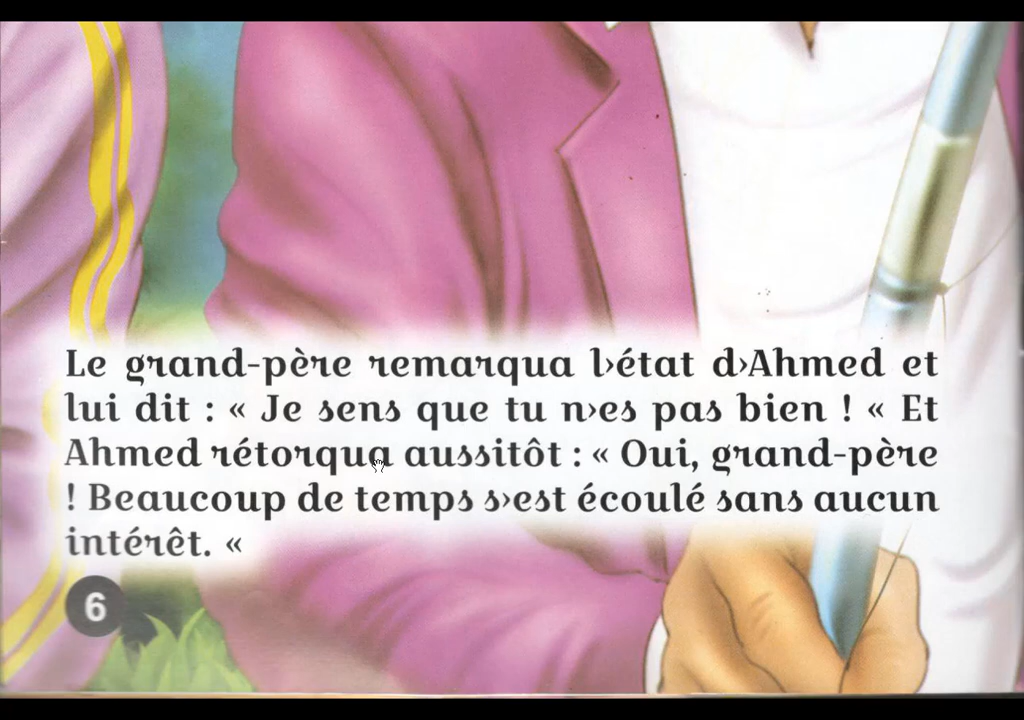 Le grand-père remarqua l›état d›Ahmed et
lui dit : « Je sens que tu n›es pas bien ! « Et
Ahmed rétorqua aussitôt : « Oui, grand-père
! Beaucoup de temps s›est écoulé sans aucun
intérêt. «
6